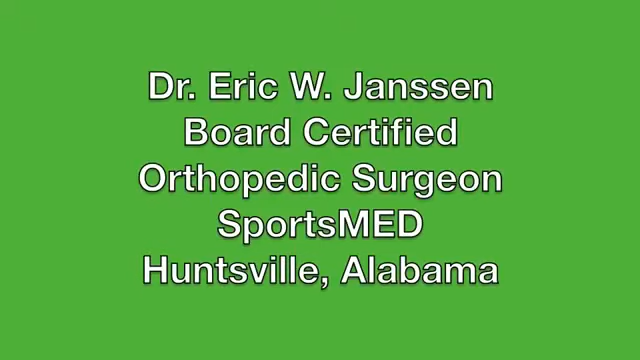 Dr. Eric W. Janssen
Board Certified
Orthopedic Surgeon
SportsMED
Huntsville, Alabama